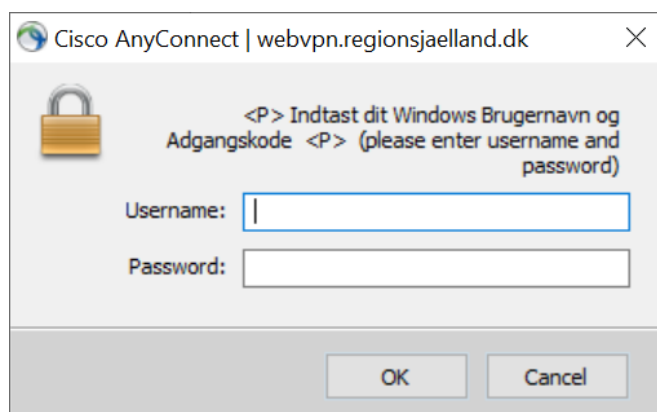 Cisco AnyConnect | webvpn.regionsjaelland.dk
<P> Indtast dit Windows Brugernavn og
Adgangskode <P> (please enter username and
password)
Username:
Password:
OK
Cancel